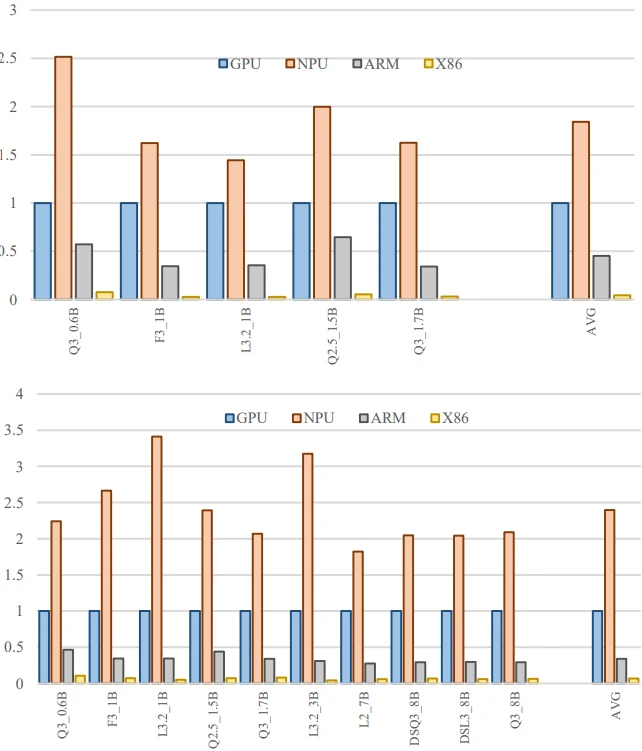 3
2.5
2
1.5
1
0.5
0
GPU NPU ARM X86
Q3_0.6B
F3_1B
L3.2_1B
Q2.5_1.5B
Q3_1.7B
AVG
4
3.5
3
2.5
2
1.5
1
0.5
0
GPU NPU ARM X86
Q3_0.6B
F3_1B
L3.2_1B
Q2.5_1.5B
Q3_1.7B
L3.2_3B
L2_7B
DSQ3_8B
DSL3_8B
Q3_8B
AVG